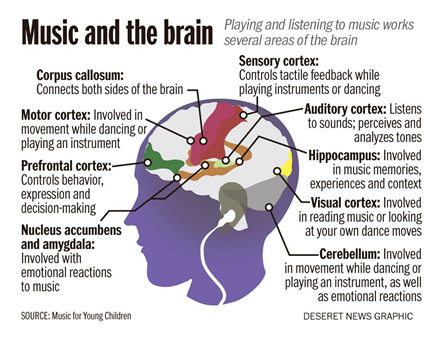 Music and the brain
Playing and listening to music works
several areas of the brain
Corpus callosum:
Connects both sides of the brain
Motor cortex: Involved in
movement while dancing or
playing an instrument
Prefrontal cortex:
Controls behavior,
expression and
decision-making
Nucleus accumbens
and amygdala:
Involved with
emotional reactions
to music
Sensory cortex:
Controls tactile feedback while
playing instruments or dancing
Auditory cortex: Listens
to sounds; perceives and
analyzes tones
Hippocampus: Involved
in music memories,
experiences and context
Visual cortex: Involved
in reading music or looking
at your own dance moves
Cerebellum: Involved
in movement while dancing or
playing an instrument, as well
as emotional reactions
SOURCE: Music for Young Children
DESERET NEWS GRAPHIC